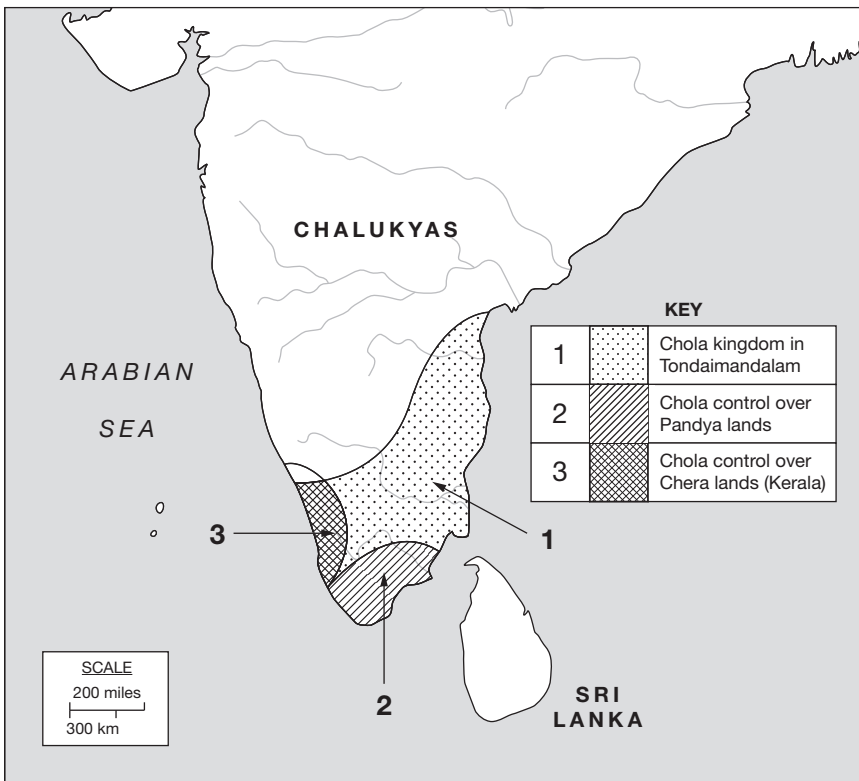 CHALUKYAS
ARABIAN
SEA
KEY
1
Chola kingdom in
Tondaimandalam
2
Chola control over
Pandya lands
3
Chola control over
Chera lands (Kerala)
3
1
2
SCALE
200 miles
300 km
SRI
LANKA